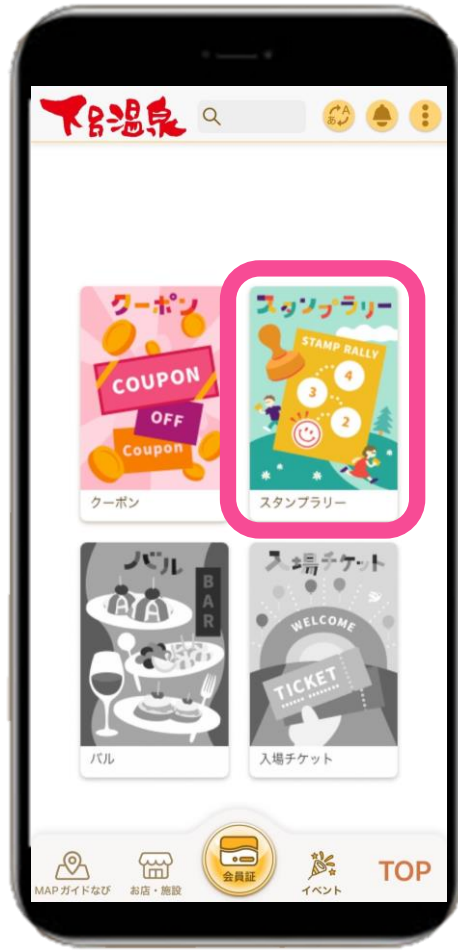 下呂温泉
A
あ
クーポン
COUPON
OFF
Coupon
クーポン
スタンプラリー
STAMP RALLY
4
3
2
スタンプラリー
バル
BAR
バル
入場チケット
WELCOME
TICKET
入場チケット
MAPガイドなび
お店・施設
会員証
イベント
TOP